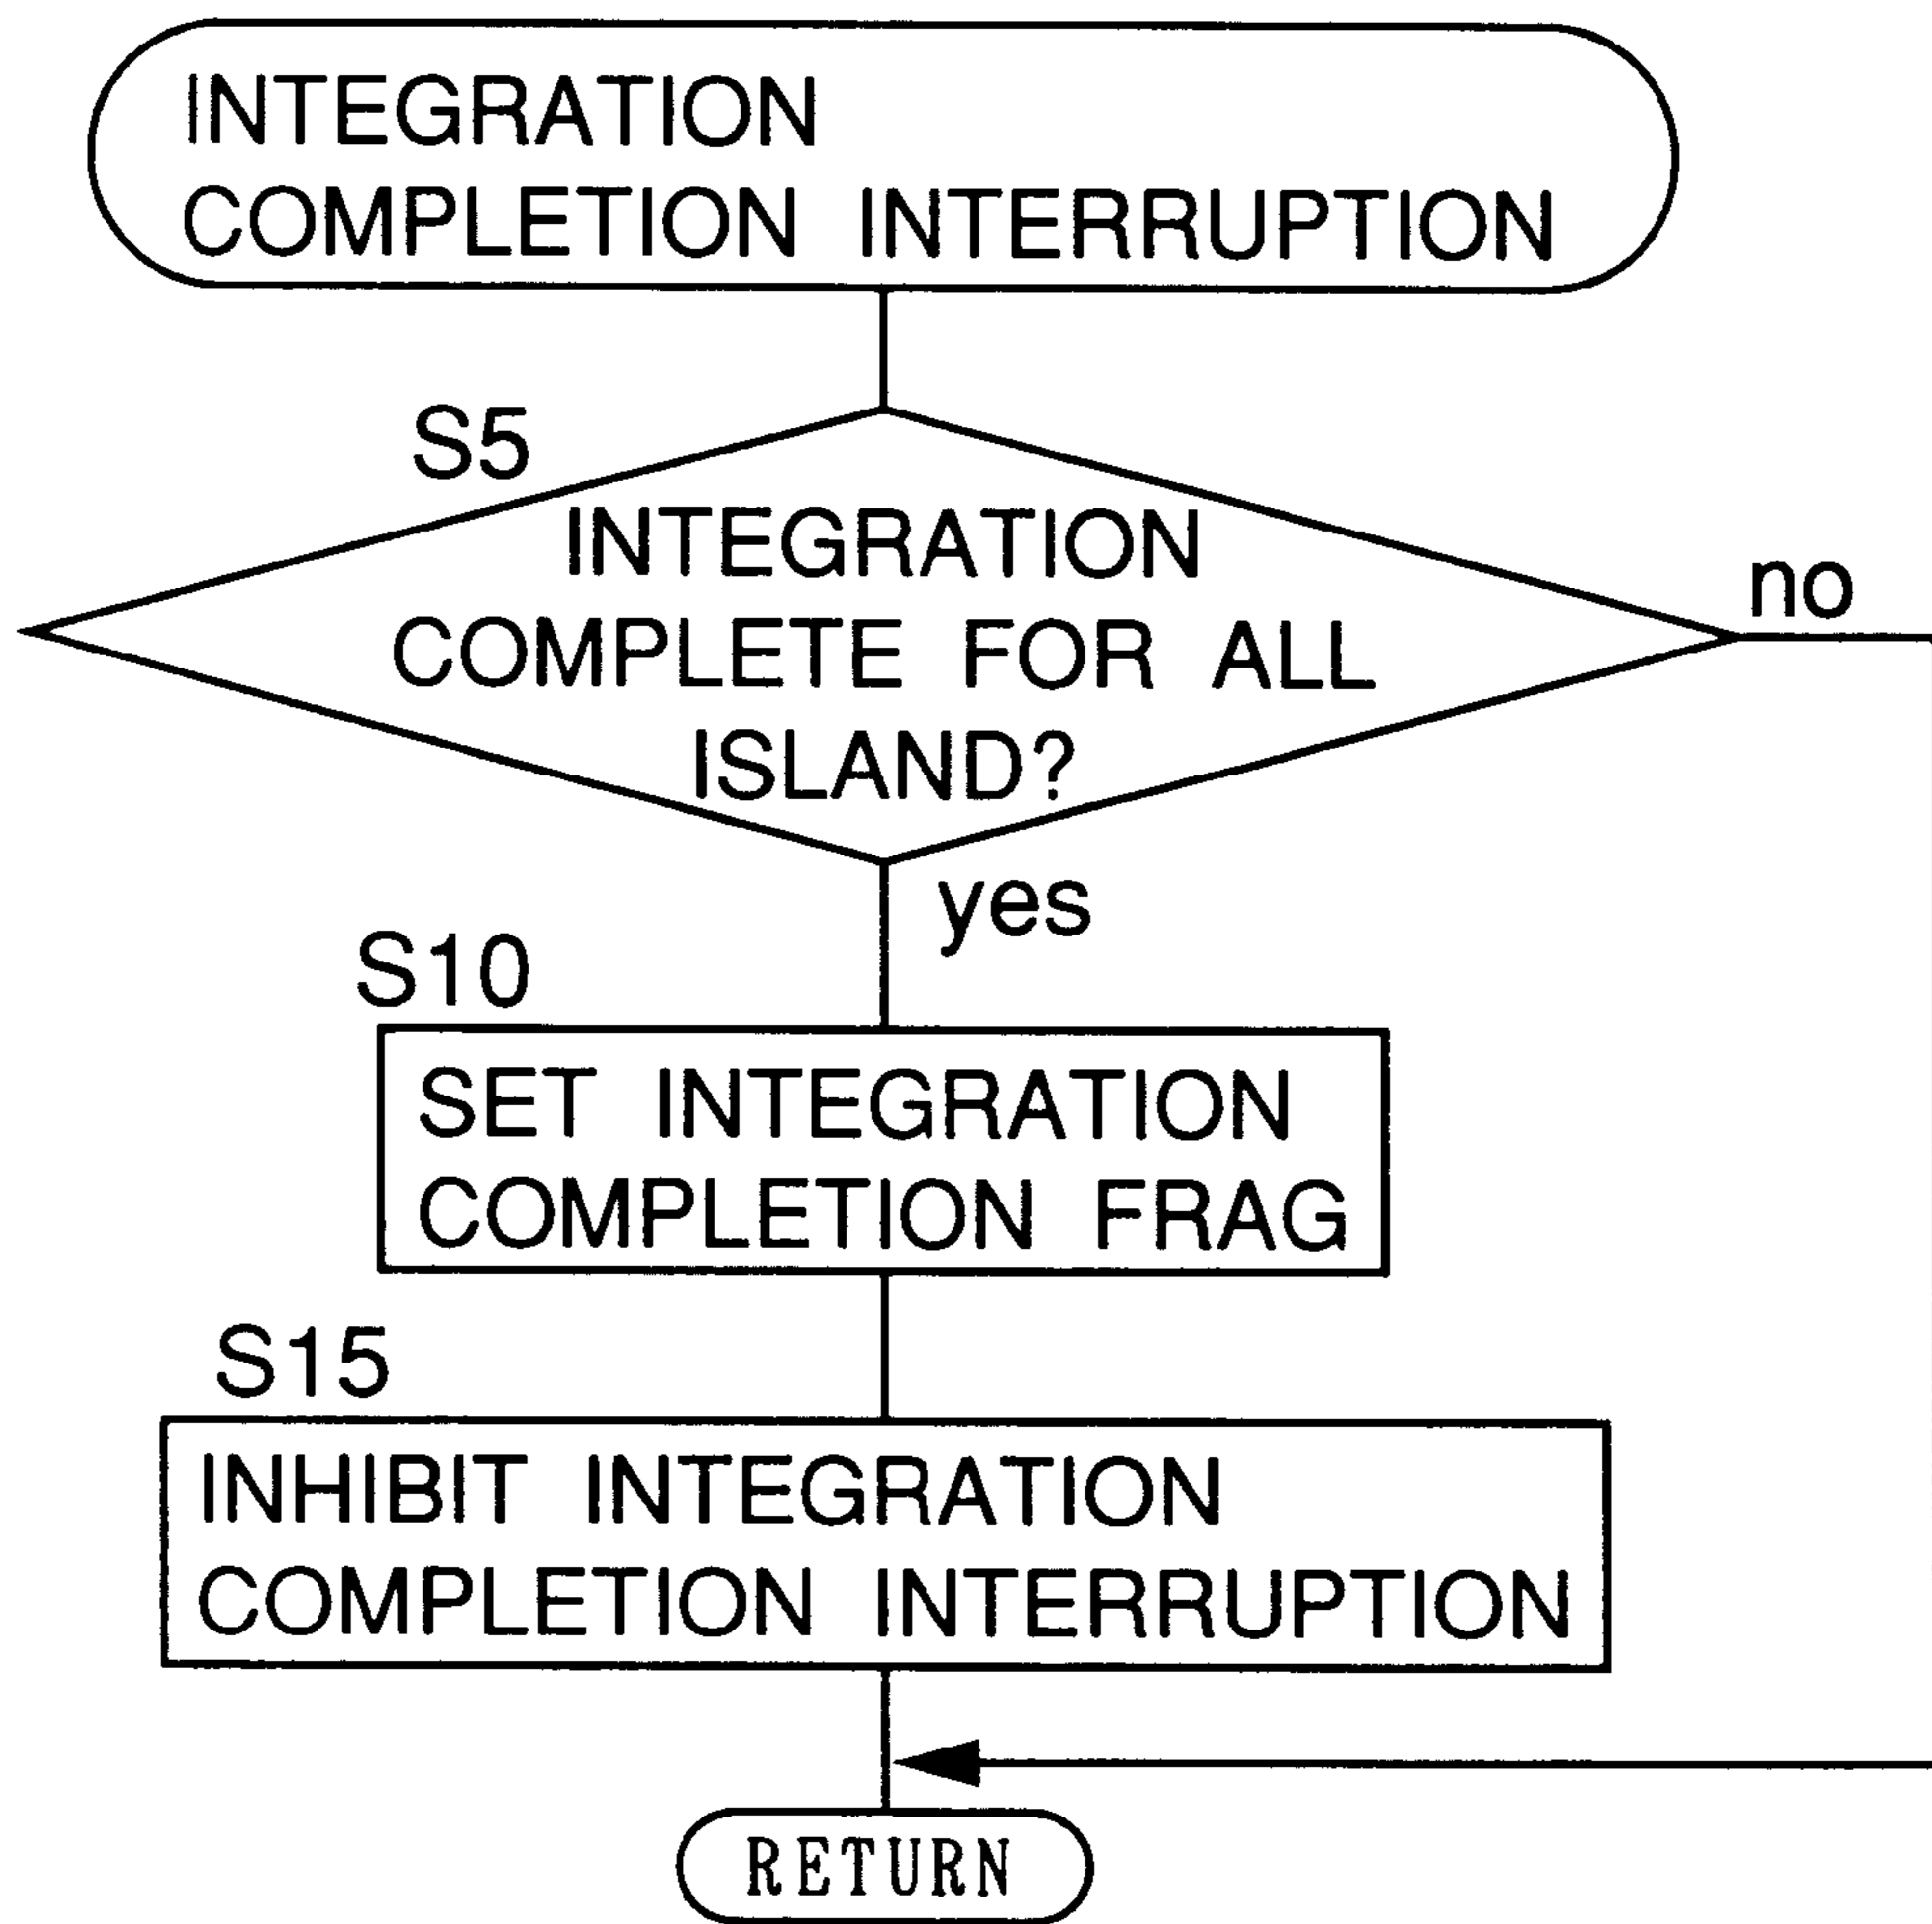 INTEGRATION
COMPLETION INTERRUPTION
S5
INTEGRATION
COMPLETE FOR ALL
ISLAND?
no
yes
S10
SET INTEGRATION
COMPLETION FRAG
S15
INHIBIT INTEGRATION
COMPLETION INTERRUPTION
RETURN